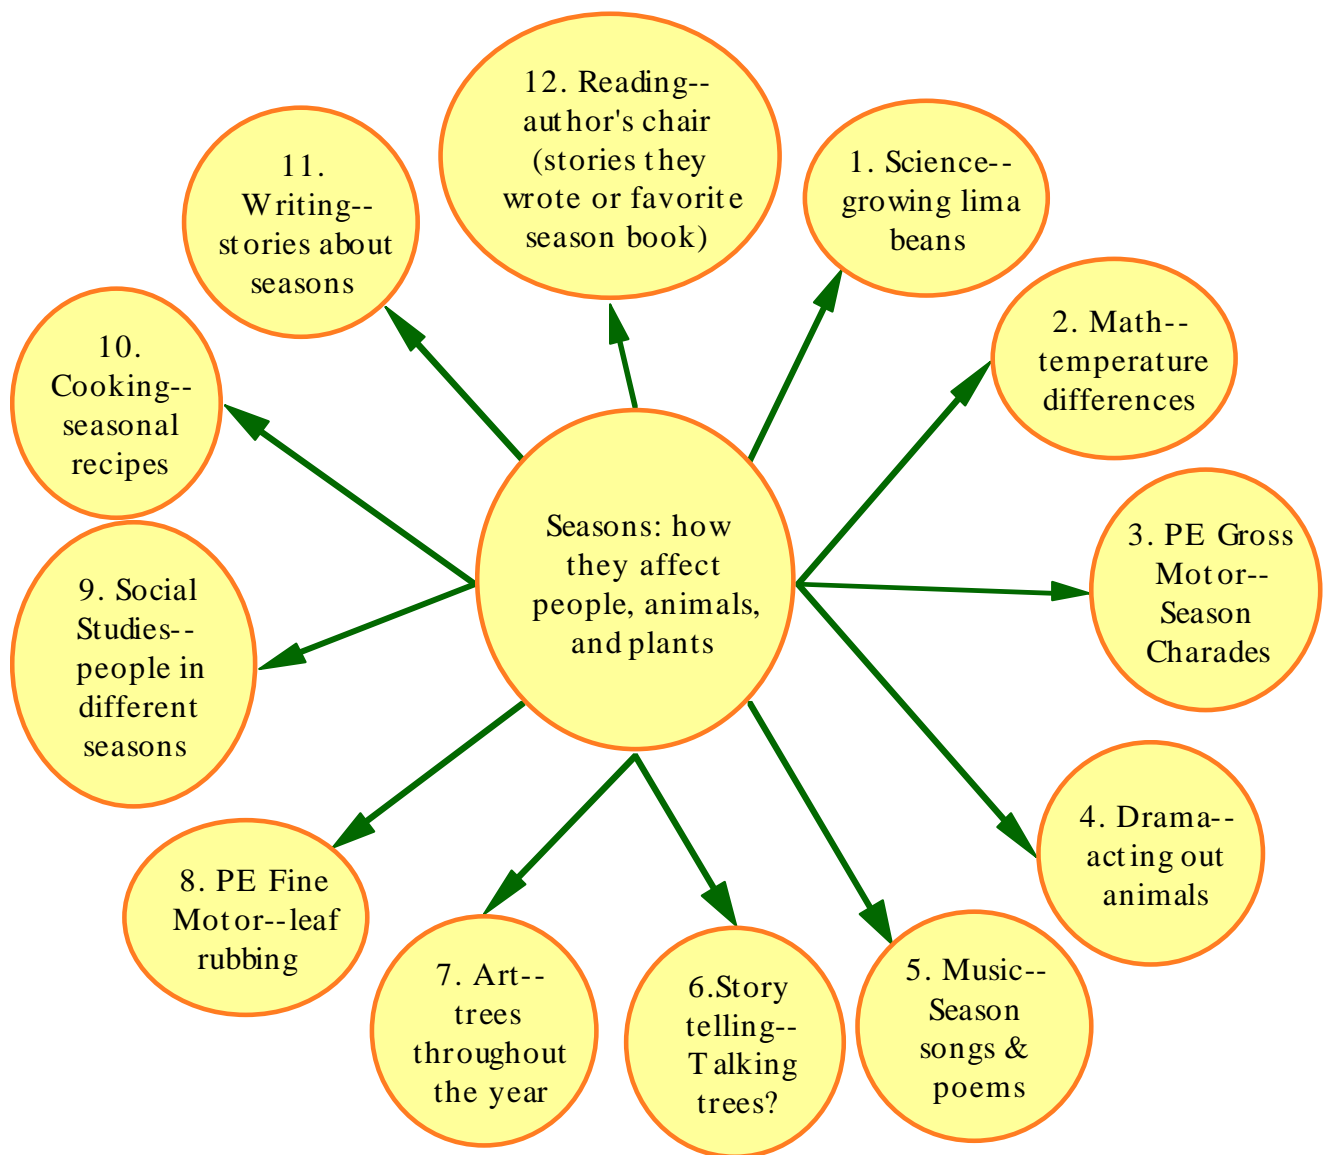 12. Reading--
author's chair
(stories they
wrote or favorite
season book)
1. Science--
growing lima
beans
11.
Writing--
stories about
seasons
2. Math--
temperature
differences
10.
Cooking--
seasonal
recipes
3. PE Gross
Motor--
Season
Charades
Seasons: how
they affect
people, animals,
and plants
9. Social
Studies--
people in
different
seasons
4. Drama--
acting out
animals
8. PE Fine
Motor--leaf
rubbing
7. Art--
trees
throughout
the year
6.Story
telling--
Talking
trees?
5. Music--
Season
songs &
poems